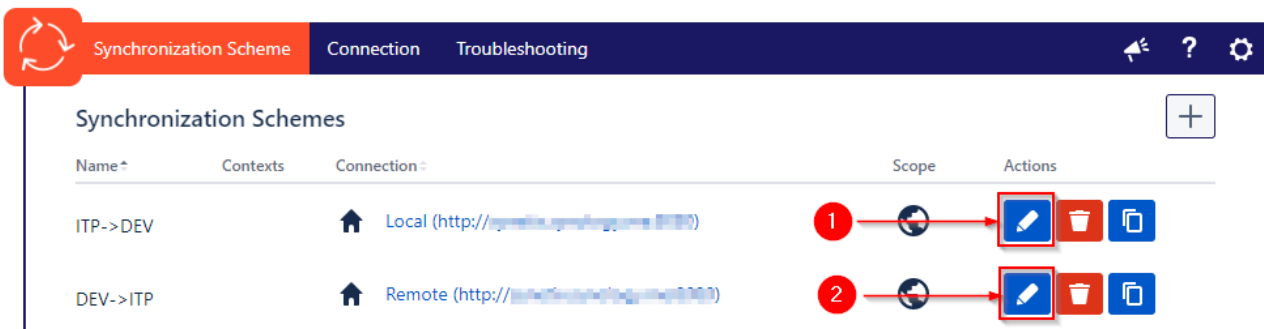 Synchronization Scheme Connection Troubleshooting ?
Synchronization Schemes
Name Contexts Connection Scope Actions
ITP->DEV Local (http:// ) 1
DEV->ITP Remote (http:// ) 2